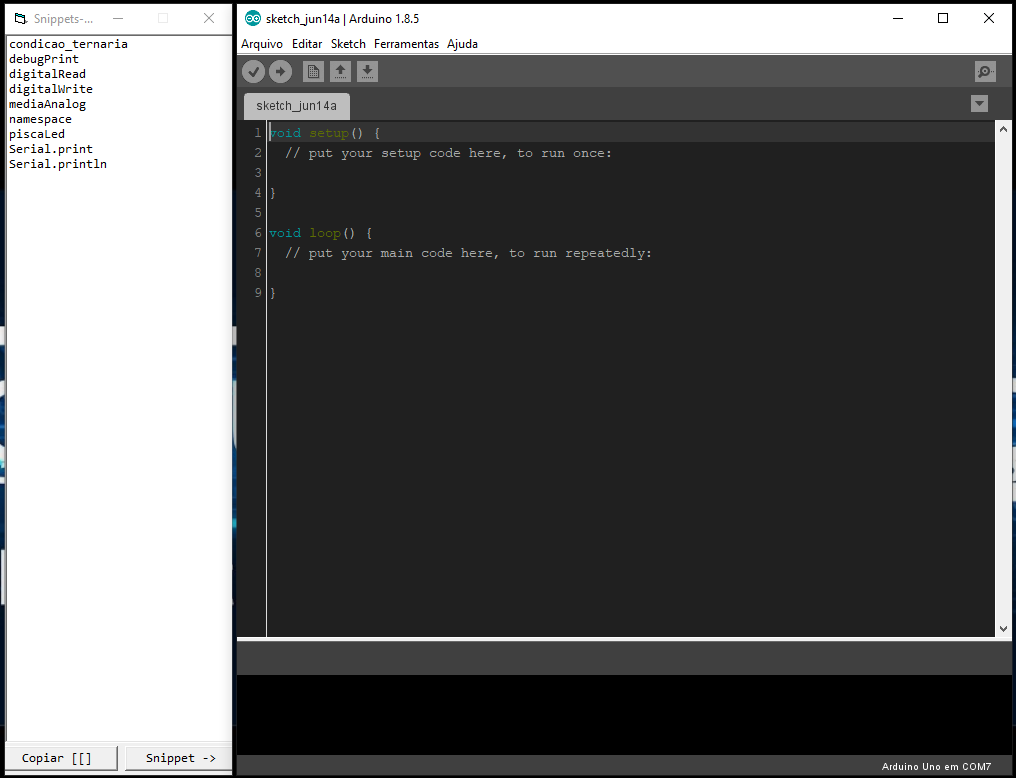 Snippets-...
condicao_ternaria
debugPrint
digitalRead
digitalWrite
mediaAnalog
namespace
piscaLed
Serial.print
Serial.println
Copiar [[]
Snippet ->
sketch_jun14a | Arduino 1.8.5
Arquivo Editar Sketch Ferramentas Ajuda
sketch_jun14a
1 void setup() {
2 // put your setup code here, to run once:
3
4 }
5
6 void loop() {
7 // put your main code here, to run repeatedly:
8
9 }
Arduino Uno em COM7